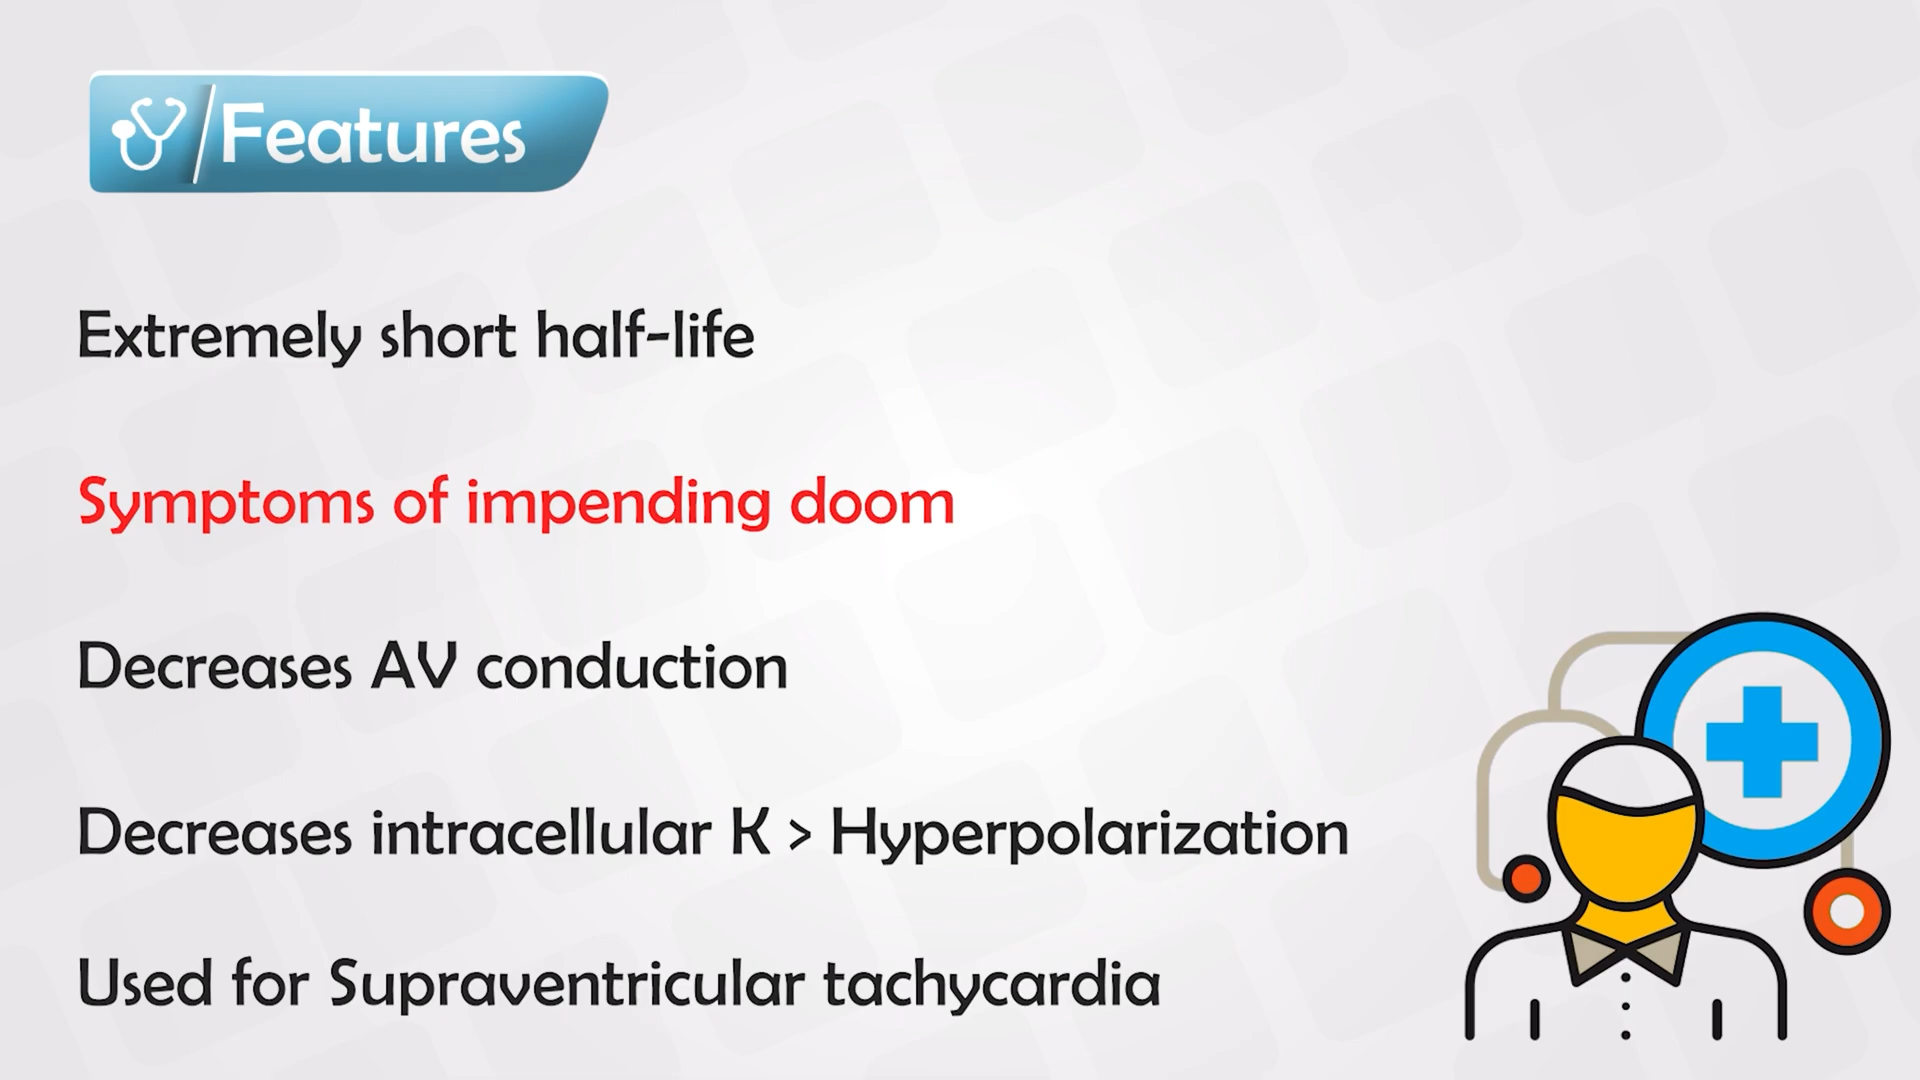 Features
Extremely short half-life
Symptoms of impending doom
Decreases AV conduction
Decreases intracellular K > Hyperpolarization
Used for Supraventricular tachycardia